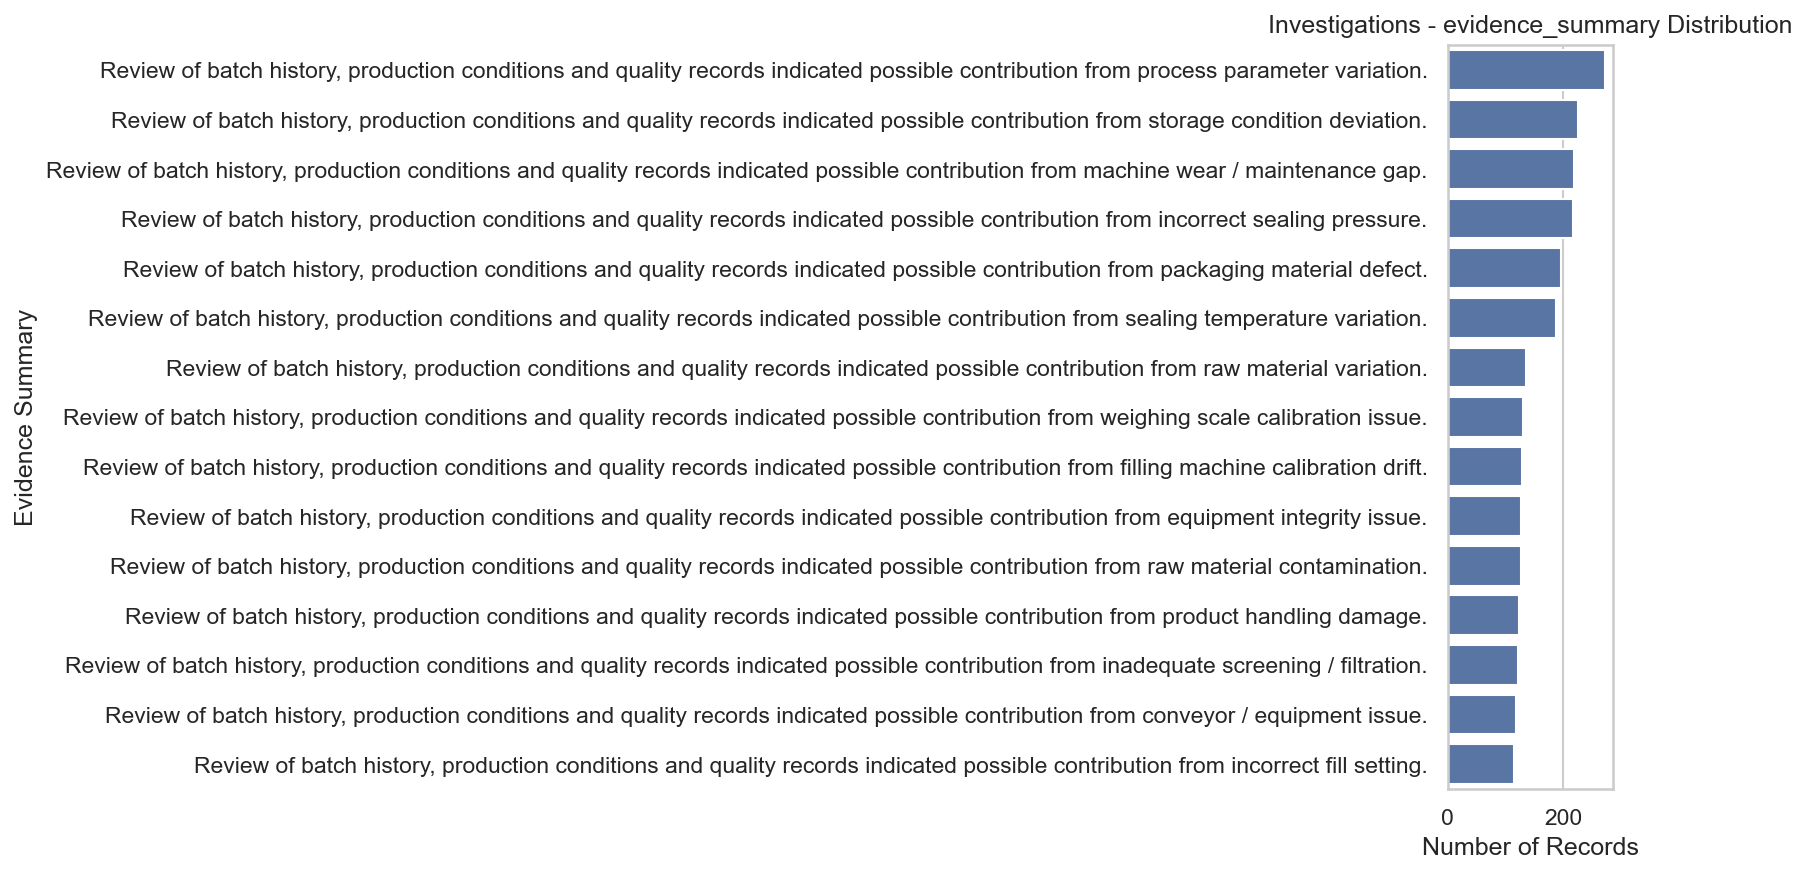 Investigations - evidence_summary Distribution
Review of batch history, production conditions and quality records indicated possible contribution from process parameter variation.
Review of batch history, production conditions and quality records indicated possible contribution from storage condition deviation.
Review of batch history, production conditions and quality records indicated possible contribution from machine wear / maintenance gap.
Review of batch history, production conditions and quality records indicated possible contribution from incorrect sealing pressure.
Review of batch history, production conditions and quality records indicated possible contribution from packaging material defect.
Review of batch history, production conditions and quality records indicated possible contribution from sealing temperature variation.
Review of batch history, production conditions and quality records indicated possible contribution from raw material variation.
Review of batch history, production conditions and quality records indicated possible contribution from weighing scale calibration issue.
Review of batch history, production conditions and quality records indicated possible contribution from filling machine calibration drift.
Review of batch history, production conditions and quality records indicated possible contribution from equipment integrity issue.
Review of batch history, production conditions and quality records indicated possible contribution from raw material contamination.
Review of batch history, production conditions and quality records indicated possible contribution from product handling damage.
Review of batch history, production conditions and quality records indicated possible contribution from inadequate screening / filtration.
Review of batch history, production conditions and quality records indicated possible contribution from conveyor / equipment issue.
Review of batch history, production conditions and quality records indicated possible contribution from incorrect fill setting.
Evidence Summary
0 200
Number of Records